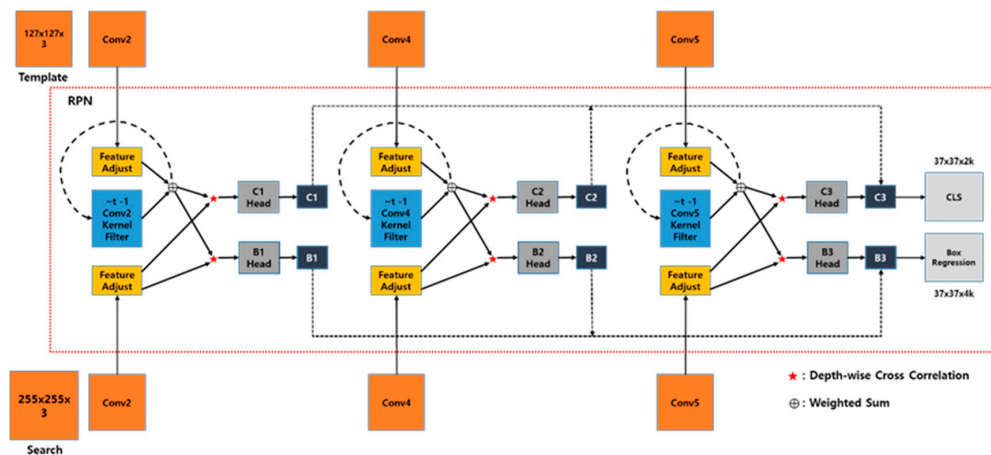 127x127x
3
Template
Conv2
Conv4
Conv5
RPN
Feature
Adjust
~t -1
Conv2
Kernel
Filter
Feature
Adjust
C1
Head
C1
B1
Head
B1
Feature
Adjust
~t -1
Conv4
Kernel
Filter
Feature
Adjust
C2
Head
C2
B2
Head
B2
Feature
Adjust
~t -1
Conv5
Kernel
Filter
Feature
Adjust
C3
Head
C3
B3
Head
B3
37x37x2k
CLS
Box
Regression
37x37x4k
255x255x
3
Search
Conv2
Conv4
Conv5
: Depth-wise Cross Correlation
: Weighted Sum